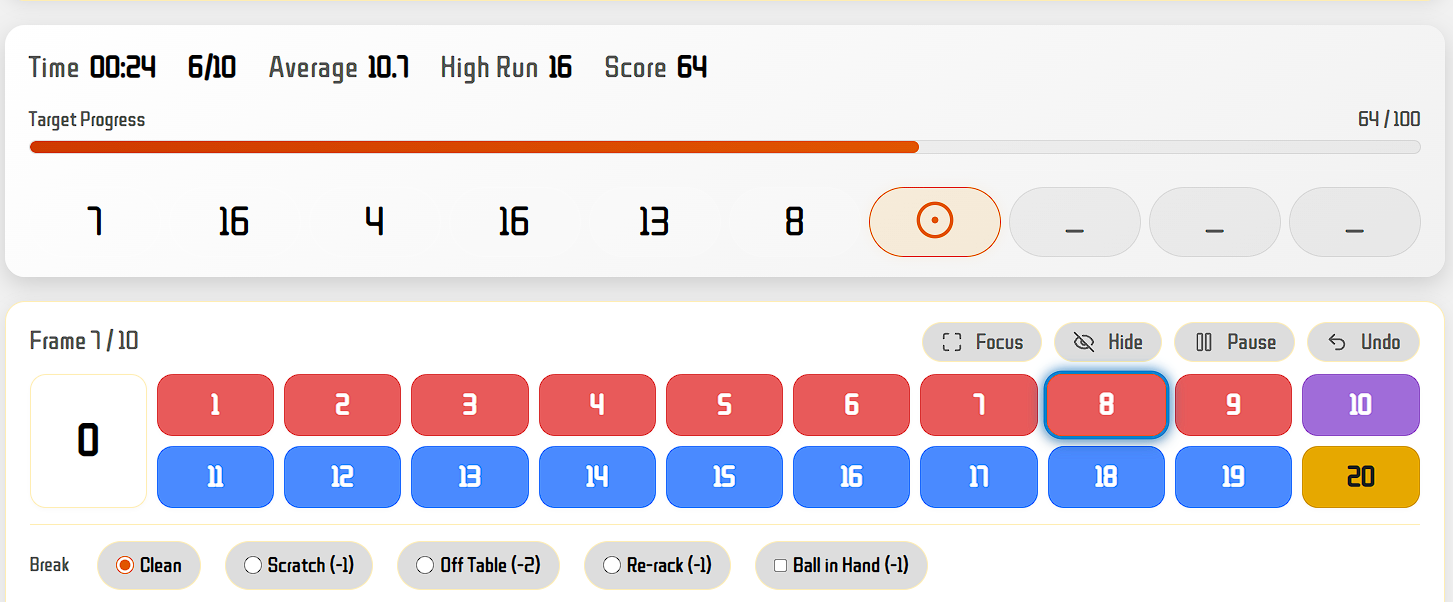 Time 00:24 6/10 Average 10.7 High Run 16 Score 64
Target Progress 64 / 100
7 16 4 16 13 8 _ _ _
Frame 7 / 10 Focus Hide Pause Undo
0
1 2 3 4 5 6 7 8 9 10
11 12 13 14 15 16 17 18 19 20
Break Clean Scratch (-1) Off Table (-2) Re-rack (-1) Ball in Hand (-1)